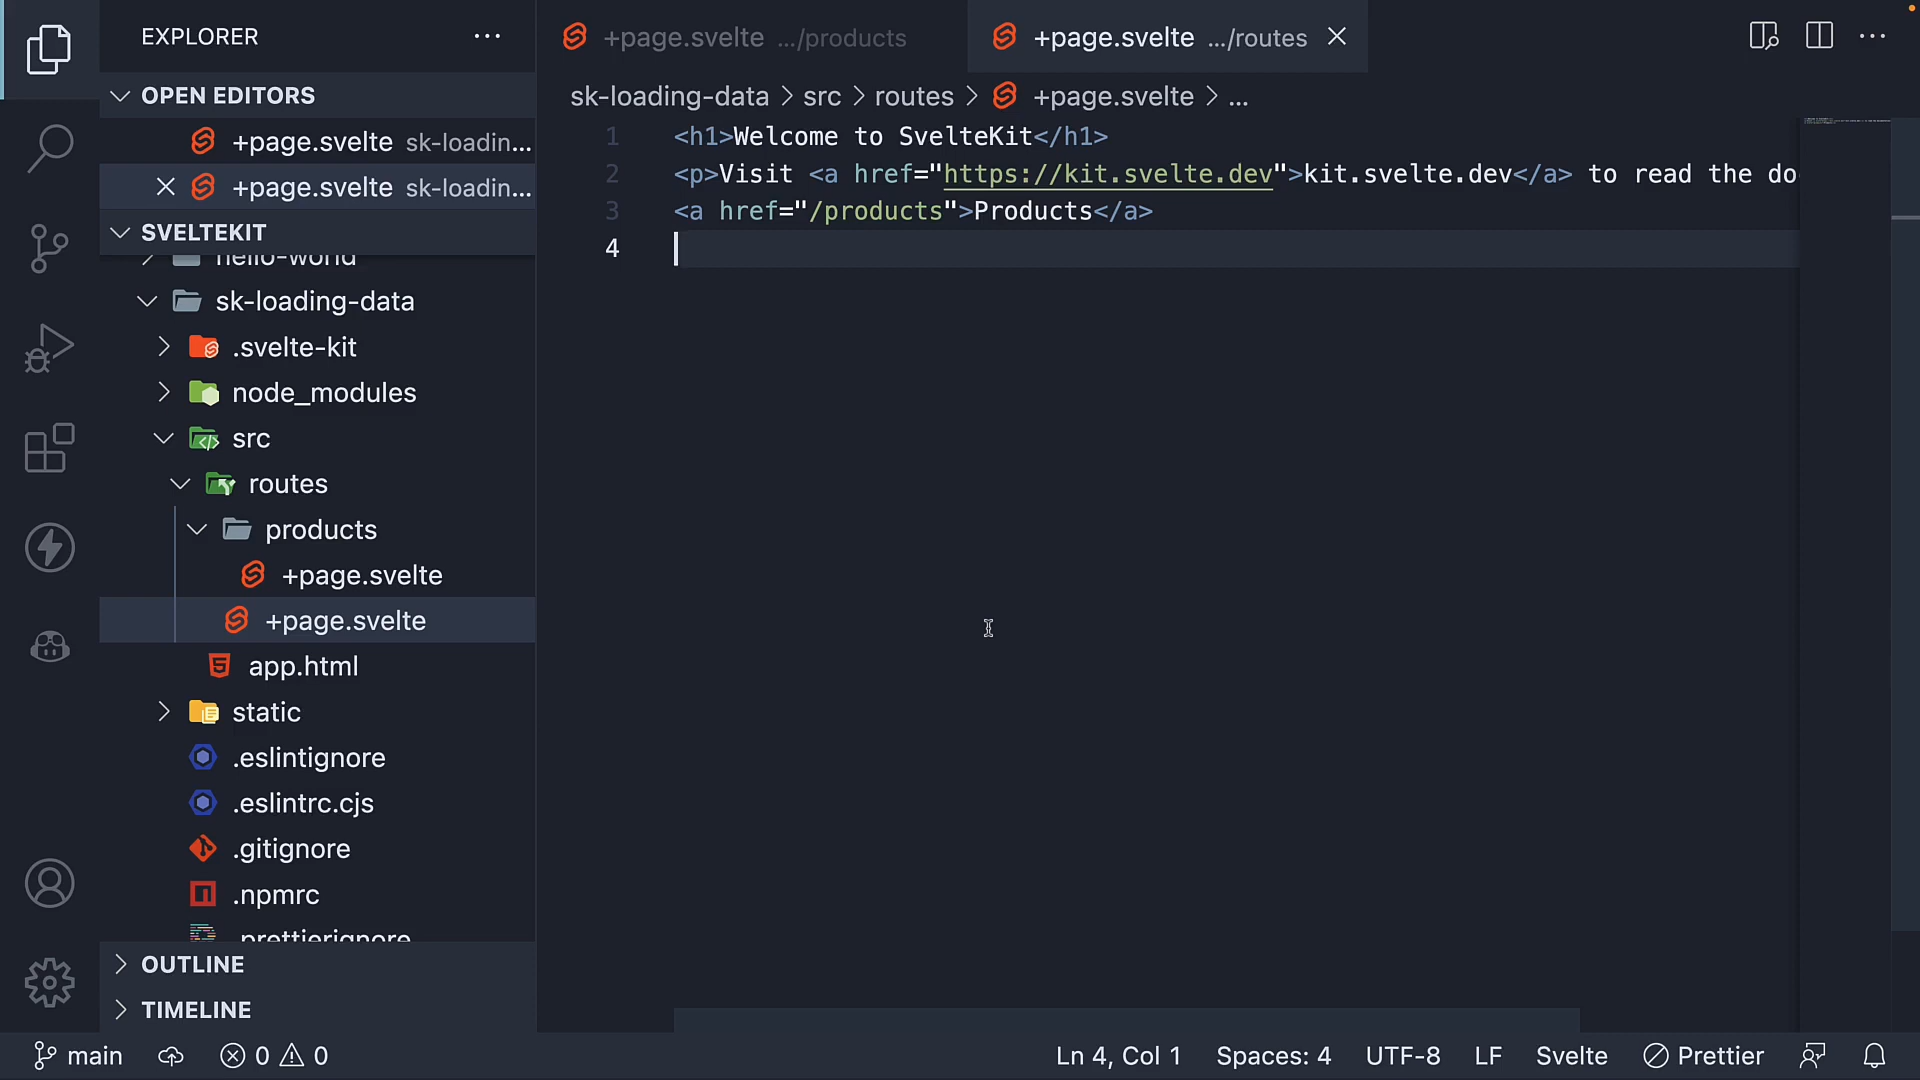 EXPLORER
OPEN EDITORS
+page.svelte sk-loadin...
+page.svelte sk-loadin...
SVELTEKIT
hello-world
sk-loading-data
.svelte-kit
node_modules
src
routes
products
+page.svelte
+page.svelte
app.html
static
.eslintignore
.eslintrc.cjs
.gitignore
.npmrc
.prettierignore
OUTLINE
TIMELINE
+page.svelte .../products
+page.svelte .../routes
sk-loading-data > src > routes > +page.svelte > ...
1 <h1>Welcome to SvelteKit</h1>
2 <p>Visit <a href="https://kit.svelte.dev">kit.svelte.dev</a> to read the do
3 <a href="/products">Products</a>
4
main 0 0 Ln 4, Col 1 Spaces: 4 UTF-8 LF Svelte Prettier